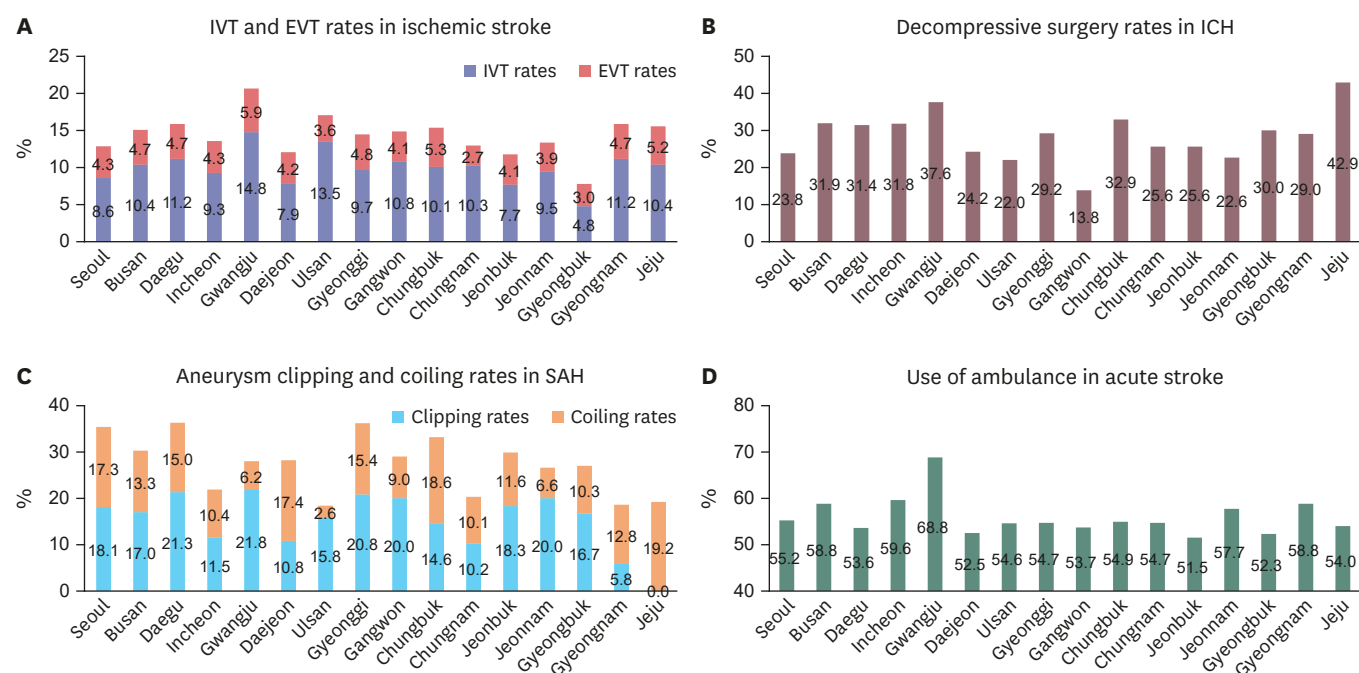 A IVT and EVT rates in ischemic stroke
IVT rates EVT rates
%
25
20
15
10
5
0
4.3 4.7 4.7 4.3 5.9 4.2 3.6 4.8 4.1 5.3 2.7 4.1 3.9 3.0 4.7 5.2
8.6 10.4 11.2 9.3 14.8 7.9 13.5 9.7 10.8 10.1 10.3 7.7 9.5 4.8 11.2 10.4
Seoul Busan Daegu Incheon Gwangju Daejeon Ulsan Gyeonggi Gangwon Chungbuk Chungnam Jeonbuk Jeonnam Gyeongbuk Gyeongnam Jeju
B Decompressive surgery rates in ICH
%
50
40
30
20
10
0
23.8 31.9 31.4 31.8 37.6 24.2 22.0 29.2 13.8 32.9 25.6 25.6 22.6 30.0 29.0 42.9
Seoul Busan Daegu Incheon Gwangju Daejeon Ulsan Gyeonggi Gangwon Chungbuk Chungnam Jeonbuk Jeonnam Gyeongbuk Gyeongnam Jeju
C Aneurysm clipping and coiling rates in SAH
Clipping rates Coiling rates
%
40
30
20
10
0
17.3 13.3 15.0 10.4 6.2 17.4 2.6 15.4 9.0 18.6 10.1 11.6 6.6 10.3 12.8 19.2
18.1 17.0 21.3 11.5 21.8 10.8 15.8 20.8 20.0 14.6 10.2 18.3 20.0 16.7 5.8 0.0
Seoul Busan Daegu Incheon Gwangju Daejeon Ulsan Gyeonggi Gangwon Chungbuk Chungnam Jeonbuk Jeonnam Gyeongbuk Gyeongnam Jeju
D Use of ambulance in acute stroke
%
80
70
60
50
40
55.2 58.8 53.6 59.6 68.8 52.5 54.6 54.7 53.7 54.9 54.7 51.5 57.7 52.3 58.8 54.0
Seoul Busan Daegu Incheon Gwangju Daejeon Ulsan Gyeonggi Gangwon Chungbuk Chungnam Jeonbuk Jeonnam Gyeongbuk Gyeongnam Jeju